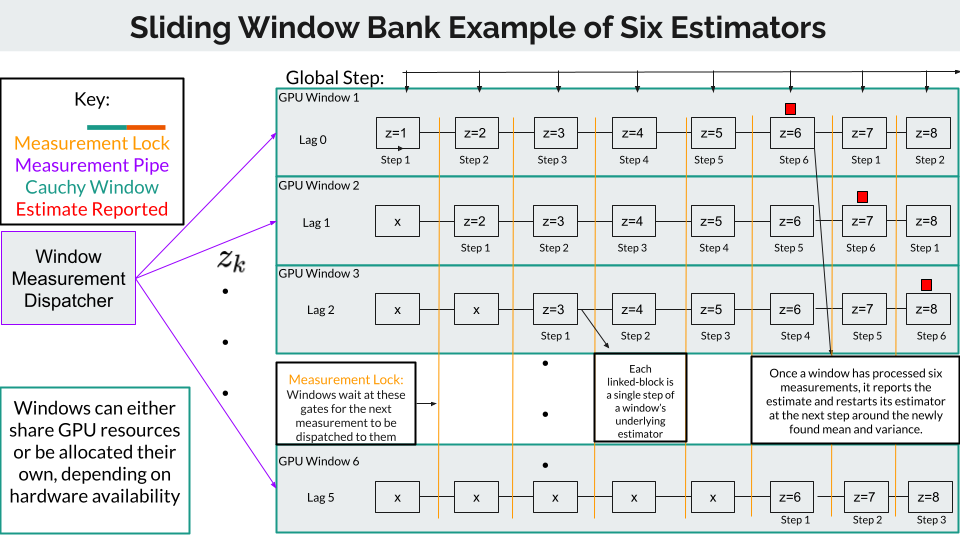 Sliding Window Bank Example of Six Estimators
Global Step:
Key:
Measurement Lock
Measurement Pipe
Cauchy Window
Estimate Reported
GPU Window 1
Lag 0
z=1 z=2 z=3 z=4 z=5 z=6 z=7 z=8
Step 1 Step 2 Step 3 Step 4 Step 5 Step 6 Step 1 Step 2
GPU Window 2
Lag 1
x z=2 z=3 z=4 z=5 z=6 z=7 z=8
Step 1 Step 2 Step 3 Step 4 Step 5 Step 6 Step 1
Window
Measurement
Dispatcher
zk
GPU Window 3
Lag 2
x x z=3 z=4 z=5 z=6 z=7 z=8
Step 1 Step 2 Step 3 Step 4 Step 5 Step 6
Measurement Lock:
Windows wait at these
gates for the next
measurement to be
dispatched to them
Each
linked-block is
a single step of
a window's
underlying
estimator
Once a window has processed six
measurements, it reports the
estimate and restarts its estimator
at the next step around the newly
found mean and variance.
Windows can either
share GPU resources
or be allocated their
own, depending on
hardware availability
GPU Window 6
Lag 5
x x x x x z=6 z=7 z=8
Step 1 Step 2 Step 3